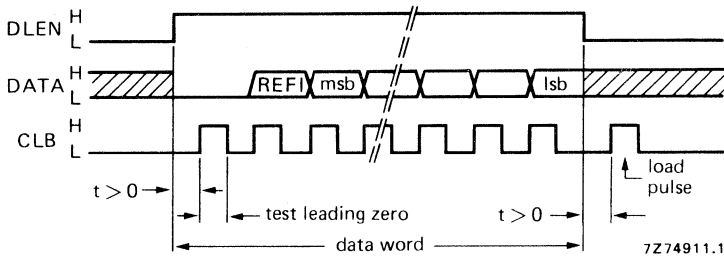 H
DLEN
L
H
DATA REFI msb lsb
L
H
CLB
L
load
pulse
t > 0
test leading zero
t > 0
data word
7Z74911.1